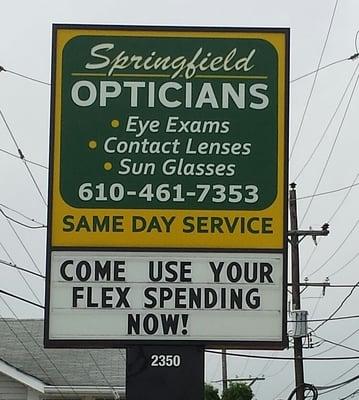 Springfield
OPTICIANS
• Eye Exams
• Contact Lenses
• Sun Glasses
610-461-7353
SAME DAY SERVICE
COME USE YOUR
FLEX SPENDING
NOW!
2350